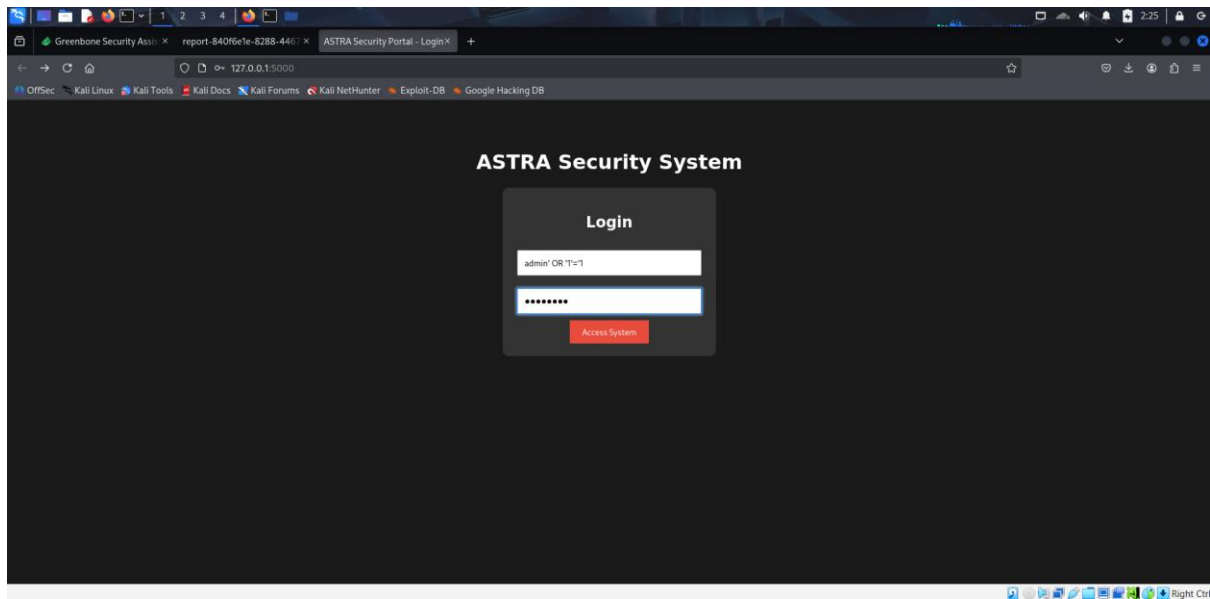 1 2 3 4 2:25
Greenbone Security Assis × report-840f6e1e-8288-4467 × ASTRA Security Portal - Login × +
127.0.0.1:5000
OffSec Kali Linux Kali Tools Kali Docs Kali Forums Kali NetHunter Exploit-DB Google Hacking DB
ASTRA Security System
Login
admin' OR '1'='1
••••••••
Access System
Right Ctrl